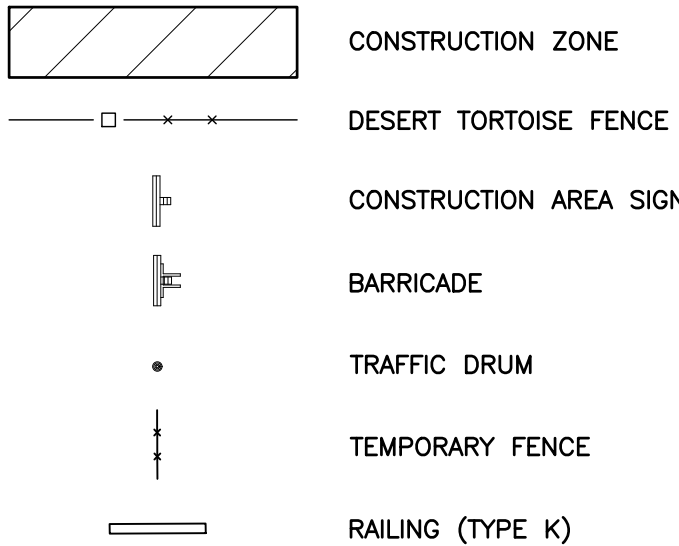 CONSTRUCTION ZONE
DESERT TORTOISE FENCE
CONSTRUCTION AREA SIGN
BARRICADE
TRAFFIC DRUM
TEMPORARY FENCE
RAILING (TYPE K)